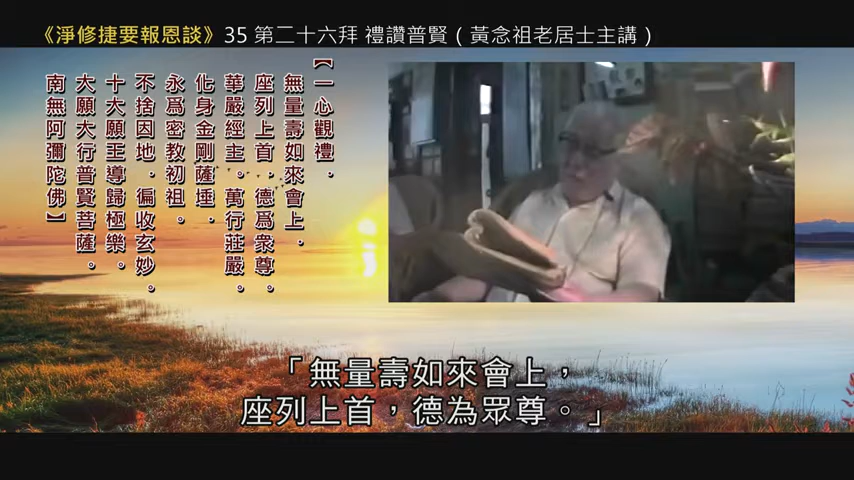 《淨修捷要報恩談》35 第二十六拜 禮讚普賢（黃念祖老居士主講）
【一心觀禮．
無量壽如來會上．
座列上首．德爲衆尊。
華嚴經主．萬行莊嚴。
化身金剛薩埵．
永爲密教初祖。
不捨因地．徧收玄妙。
十大願王導歸極樂。
大願大行普賢菩薩。
南無阿彌陀佛】
「無量壽如來會上，
座列上首，德為眾尊。」